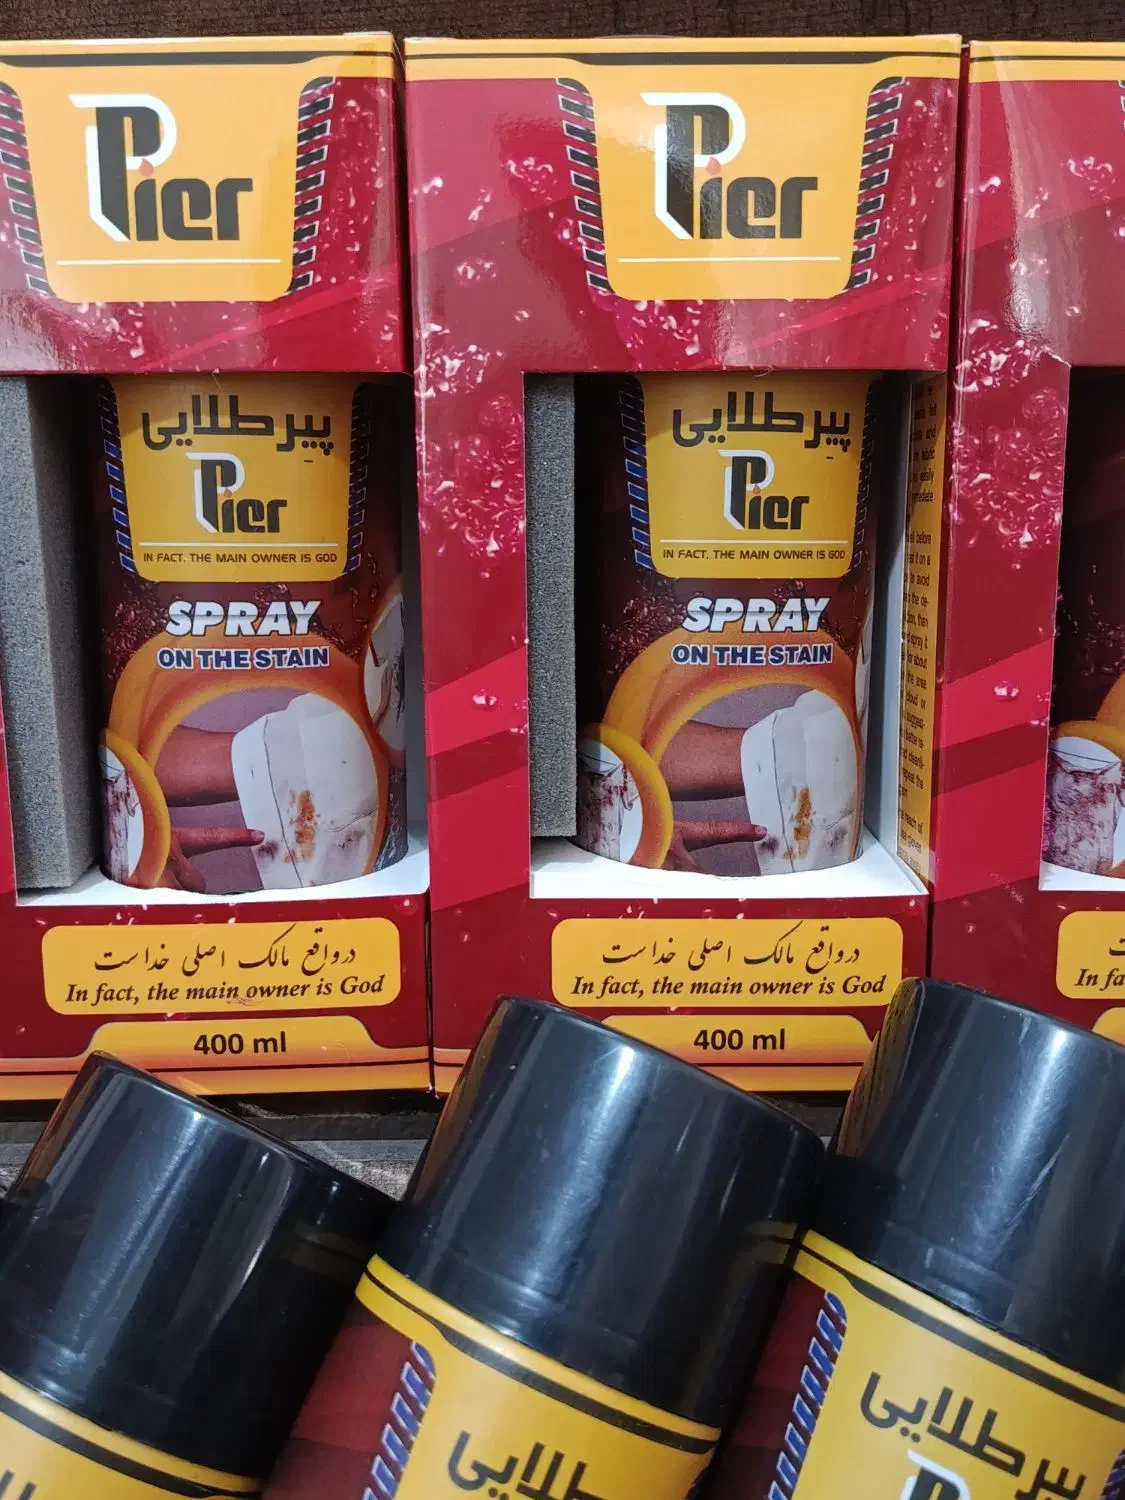 Pier
پیر طلایی
Pier
IN FACT, THE MAIN OWNER IS GOD
SPRAY
ON THE STAIN
درواقع مالک اصلی خداست
In fact, the main owner is God
400 ml
Pier
پیر طلایی
Pier
IN FACT, THE MAIN OWNER IS GOD
SPRAY
ON THE STAIN
درواقع مالک اصلی خداست
In fact, the main owner is God
400 ml
In fa
طلایی
پیر طلایی